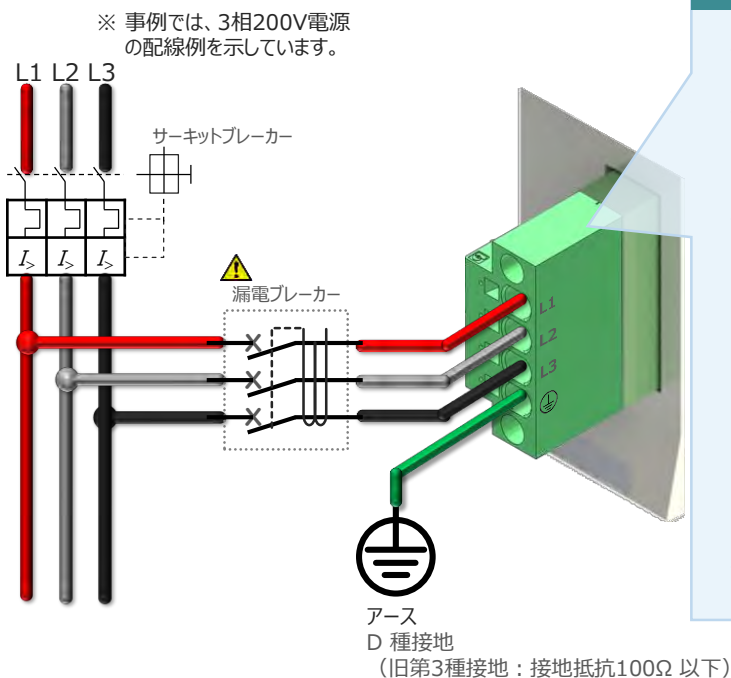 ※ 事例では、3相200V電源
の配線例を示しています。
L1 L2 L3
サーキットブレーカー
I> I> I>
漏電ブレーカー
L1
L2
L3
アース
D 種接地
（旧第3種接地：接地抵抗100Ω 以下）